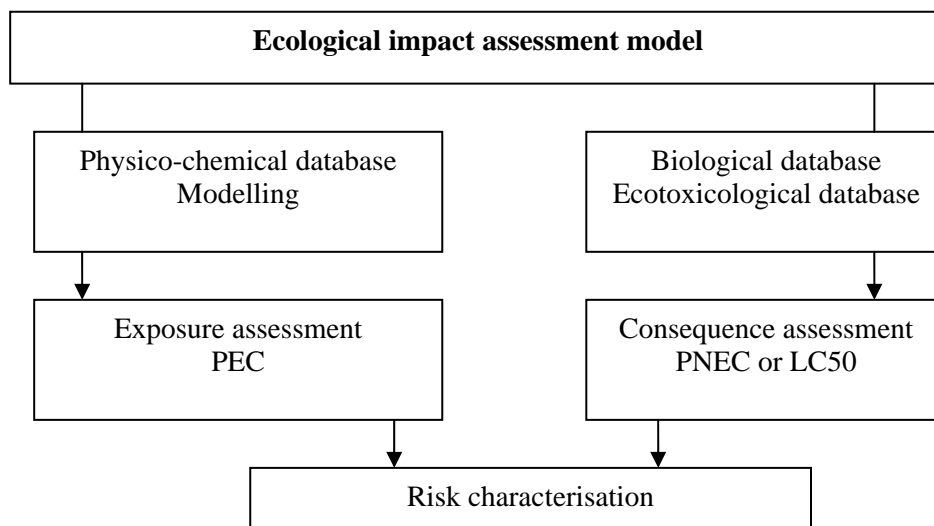 Ecological impact assessment model
Physico-chemical database
Modelling
Biological database
Ecotoxicological database
Exposure assessment
PEC
Consequence assessment
PNEC or LC50
Risk characterisation